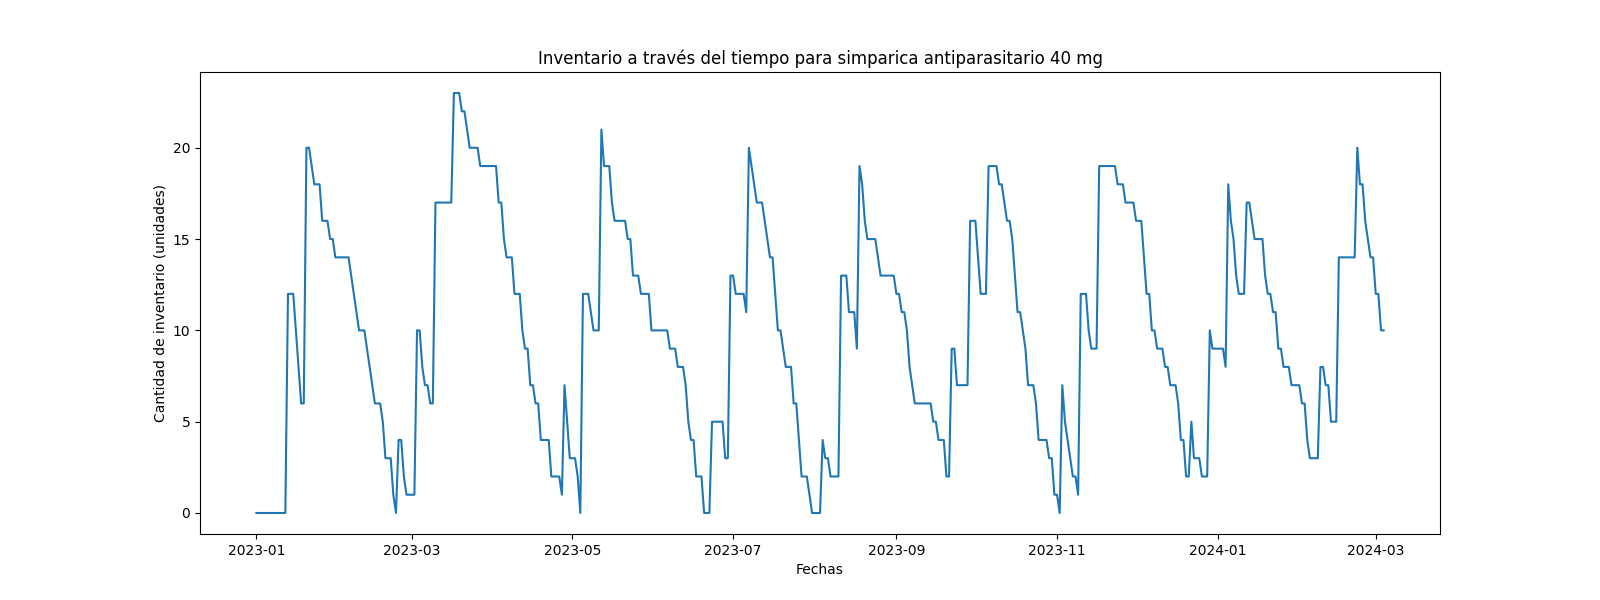 Inventario a través del tiempo para simparica antiparasitario 40 mg
Cantidad de inventario (unidades)
20
15
10
5
0
2023-01 2023-03 2023-05 2023-07 2023-09 2023-11 2024-01 2024-03
Fechas